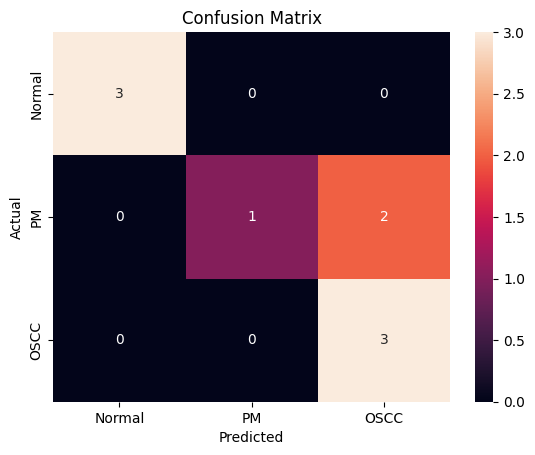 Confusion Matrix
Actual
Normal
PM
OSCC
3 0 0
0 1 2
0 0 3
Normal PM OSCC
Predicted
3.0
2.5
2.0
1.5
1.0
0.5
0.0